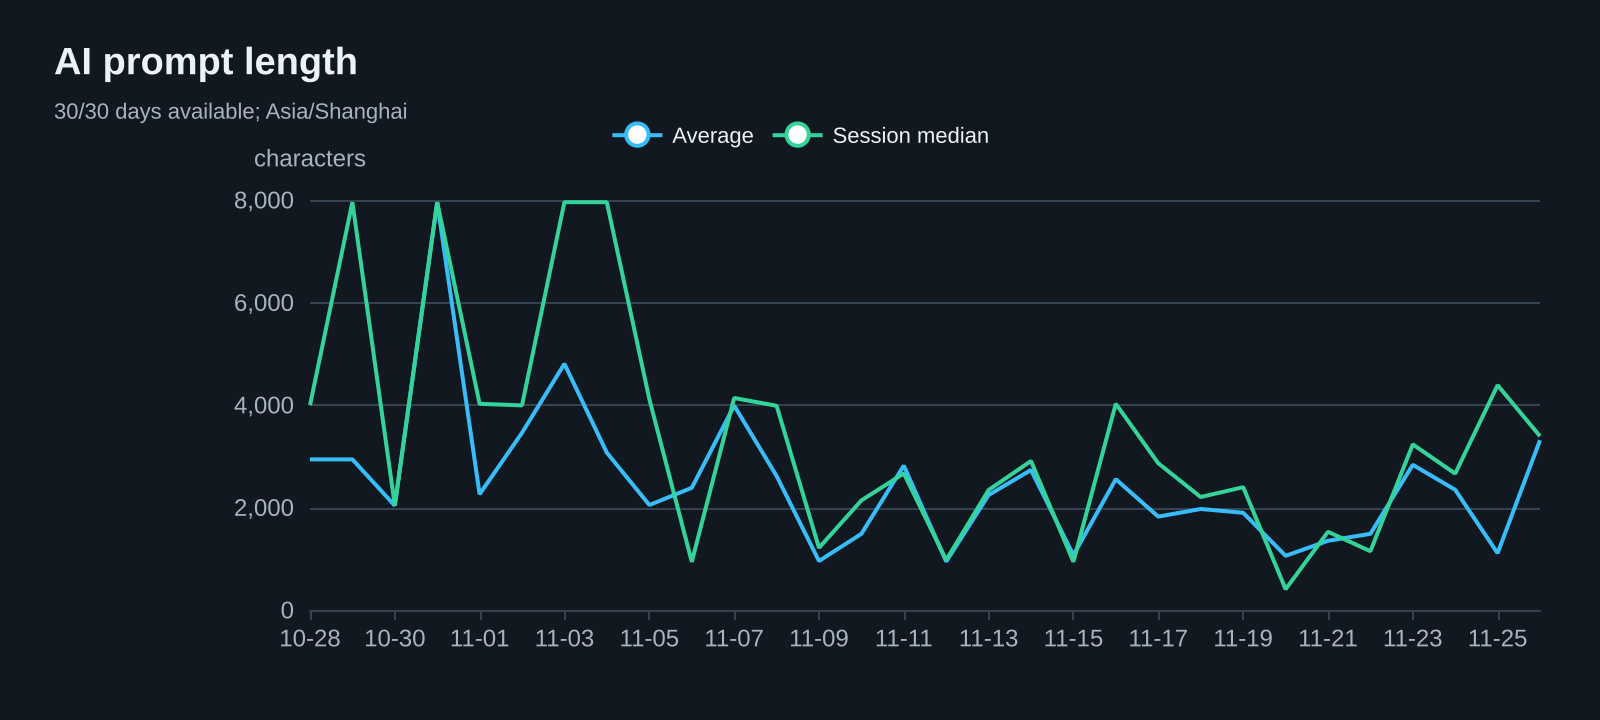 AI prompt length
30/30 days available; Asia/Shanghai
Average Session median
characters
8,000
6,000
4,000
2,000
0
10-28 10-30 11-01 11-03 11-05 11-07 11-09 11-11 11-13 11-15 11-17 11-19 11-21 11-23 11-25